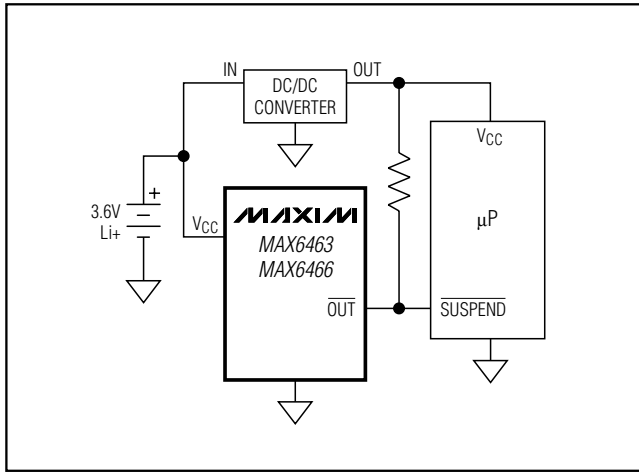 IN
OUT
DC/DC
CONVERTER
VCC
µP
+
3.6V
Li+
VCC
MAXIM
MAX6463
MAX6466
OUT
SUSPEND